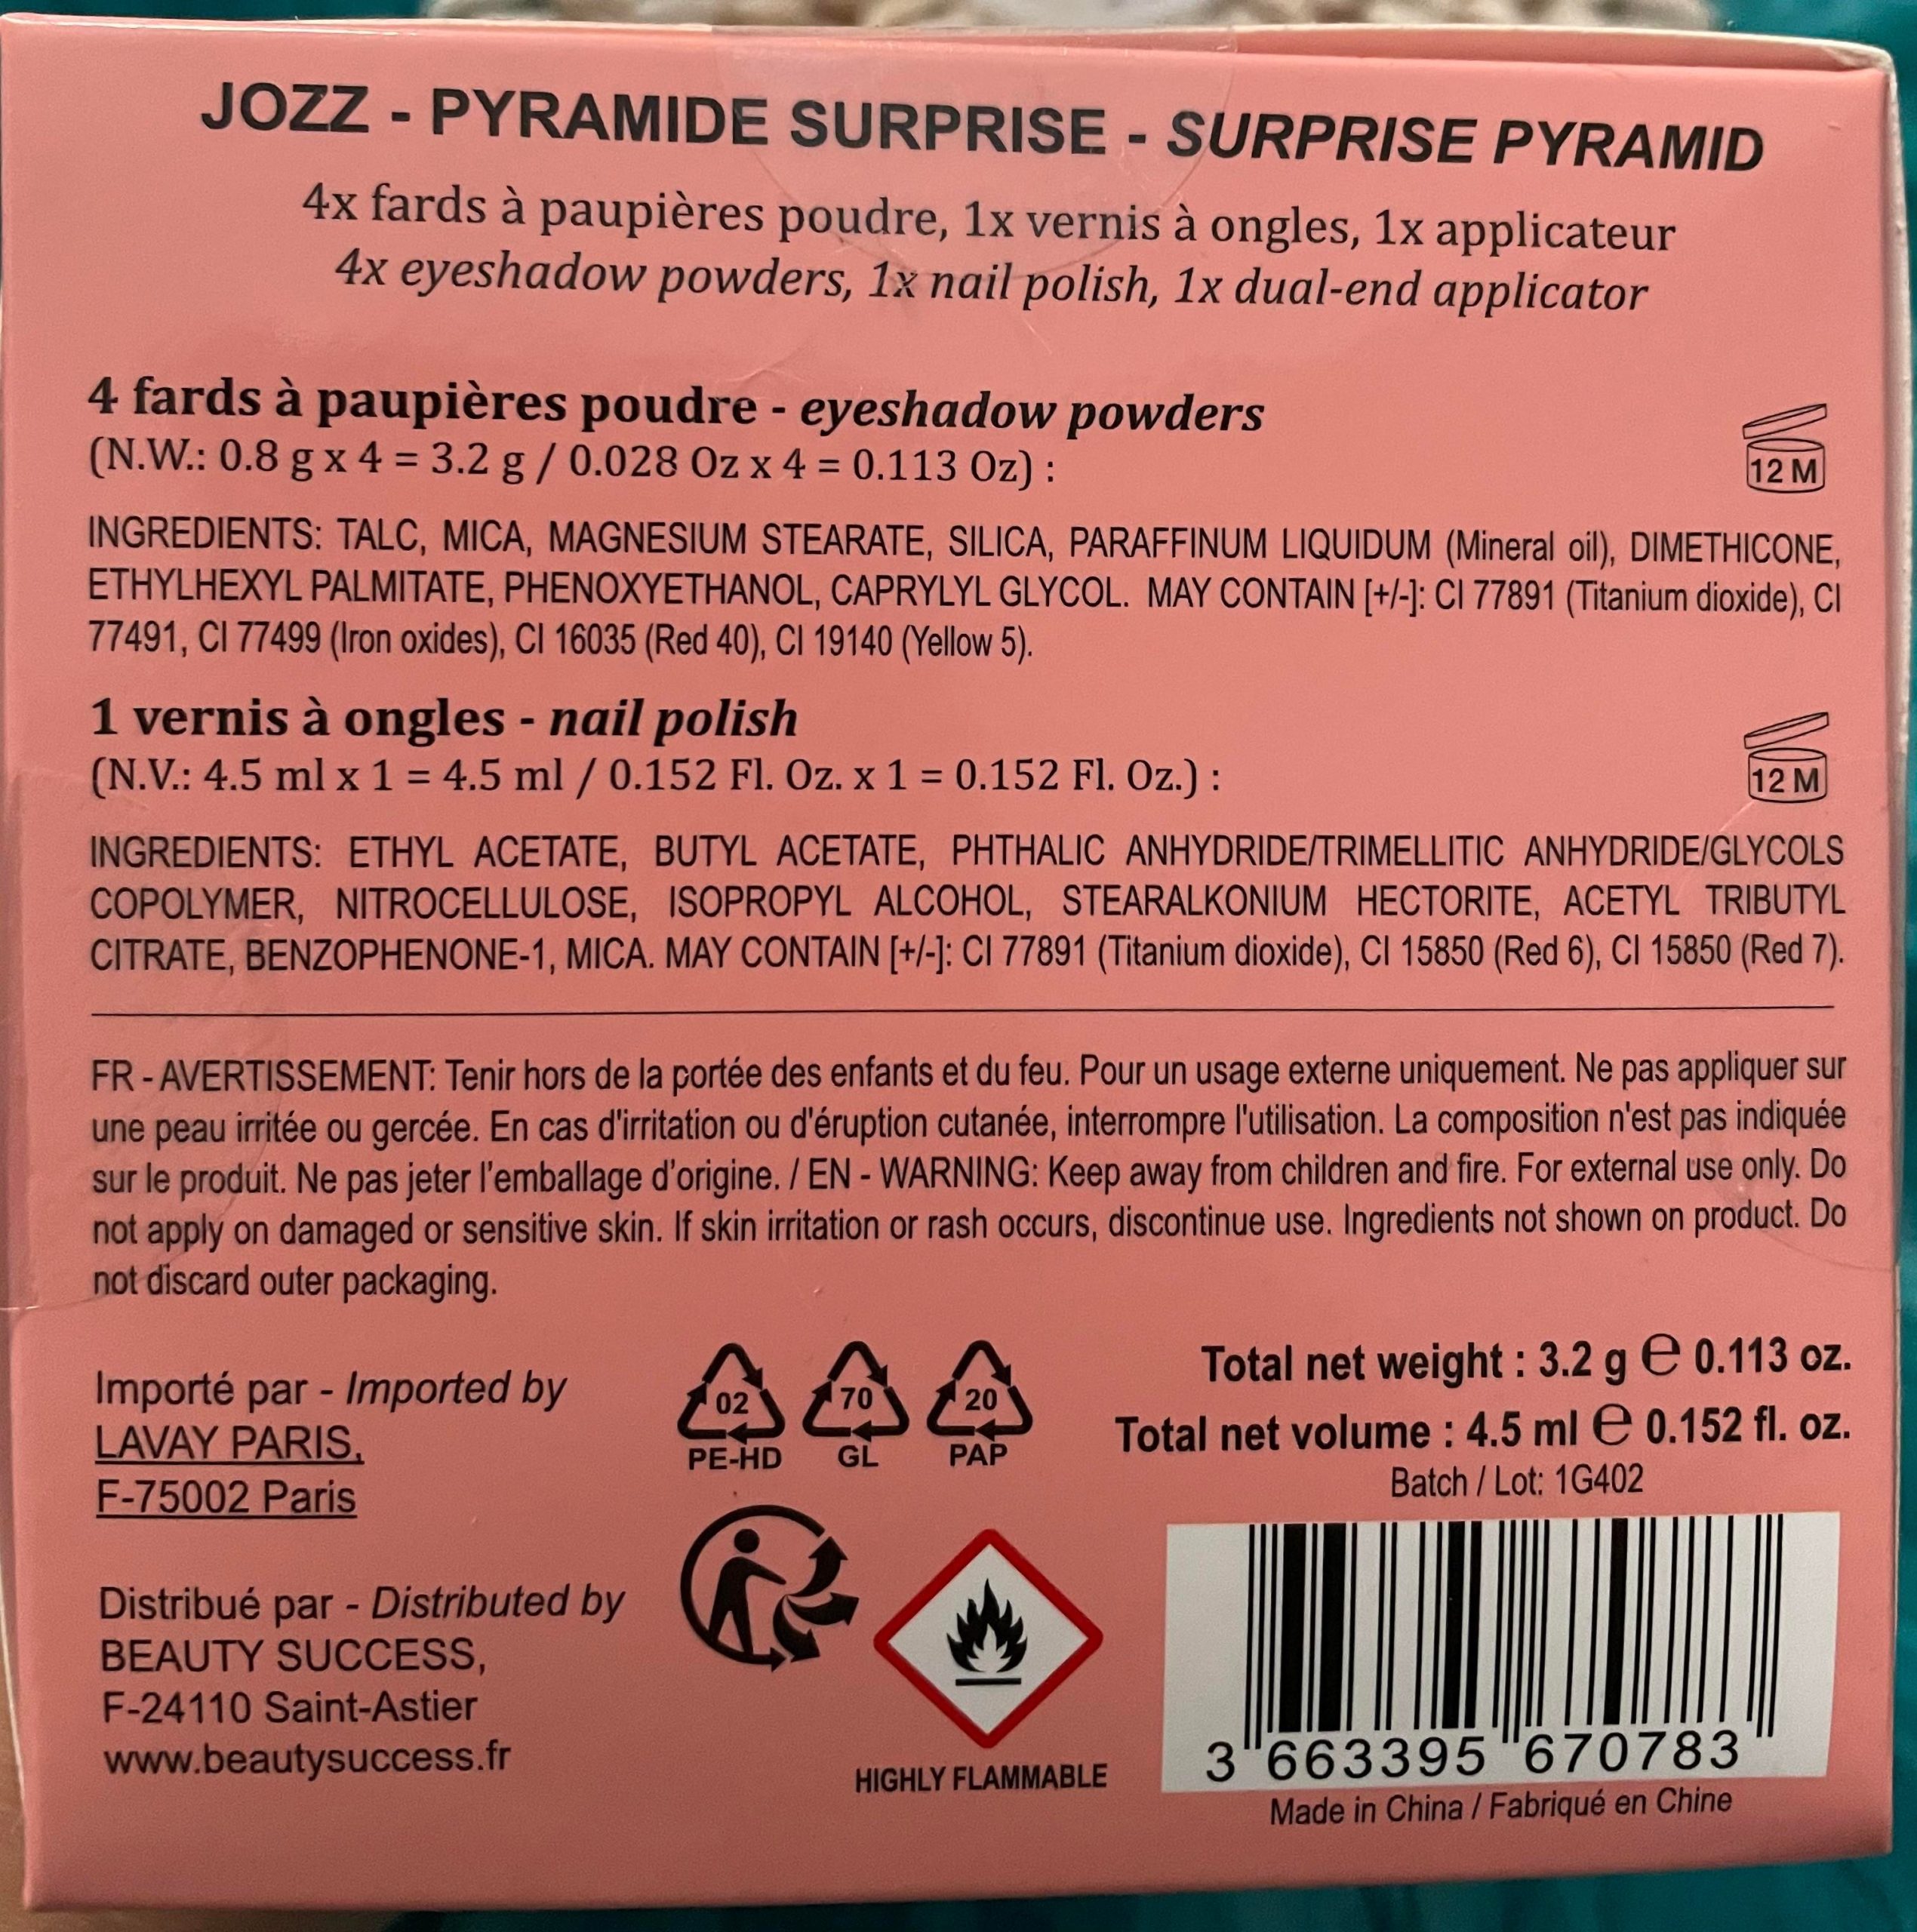 JOZZ - PYRAMIDE SURPRISE - SURPRISE PYRAMID
4x fards à paupières poudre, 1x vernis à ongles, 1x applicateur
4x eyeshadow powders, 1x nail polish, 1x dual-end applicator
4 fards à paupières poudre - eyeshadow powders
(N.W.: 0.8 g x 4 = 3.2 g / 0.028 Oz x 4 = 0.113 Oz) :
12 M
INGREDIENTS: TALC, MICA, MAGNESIUM STEARATE, SILICA, PARAFFINUM LIQUIDUM (Mineral oil), DIMETHICONE,
ETHYLHEXYL PALMITATE, PHENOXYETHANOL, CAPRYLYL GLYCOL. MAY CONTAIN [+/-]: CI 77891 (Titanium dioxide), CI
77491, CI 77499 (Iron oxides), CI 16035 (Red 40), CI 19140 (Yellow 5).
1 vernis à ongles - nail polish
(N.V.: 4.5 ml x 1 = 4.5 ml / 0.152 Fl. Oz. x 1 = 0.152 Fl. Oz.) :
12 M
INGREDIENTS: ETHYL ACETATE, BUTYL ACETATE, PHTHALIC ANHYDRIDE/TRIMELLITIC ANHYDRIDE/GLYCOLS
COPOLYMER, NITROCELLULOSE, ISOPROPYL ALCOHOL, STEARALKONIUM HECTORITE, ACETYL TRIBUTYL
CITRATE, BENZOPHENONE-1, MICA. MAY CONTAIN [+/-]: CI 77891 (Titanium dioxide), CI 15850 (Red 6), CI 15850 (Red 7).
FR - AVERTISSEMENT: Tenir hors de la portée des enfants et du feu. Pour un usage externe uniquement. Ne pas appliquer sur
une peau irritée ou gercée. En cas d'irritation ou d'éruption cutanée, interrompre l'utilisation. La composition n'est pas indiquée
sur le produit. Ne pas jeter l'emballage d'origine. / EN - WARNING: Keep away from children and fire. For external use only. Do
not apply on damaged or sensitive skin. If skin irritation or rash occurs, discontinue use. Ingredients not shown on product. Do
not discard outer packaging.
Importé par - Imported by
LAVAY PARIS,
F-75002 Paris
Distribué par - Distributed by
BEAUTY SUCCESS,
F-24110 Saint-Astier
www.beautysuccess.fr
02 70 20
PE-HD GL PAP
HIGHLY FLAMMABLE
Total net weight : 3.2 g ℮ 0.113 oz.
Total net volume : 4.5 ml ℮ 0.152 fl. oz.
Batch / Lot: 1G402
3 663395 670783
Made in China / Fabriqué en Chine